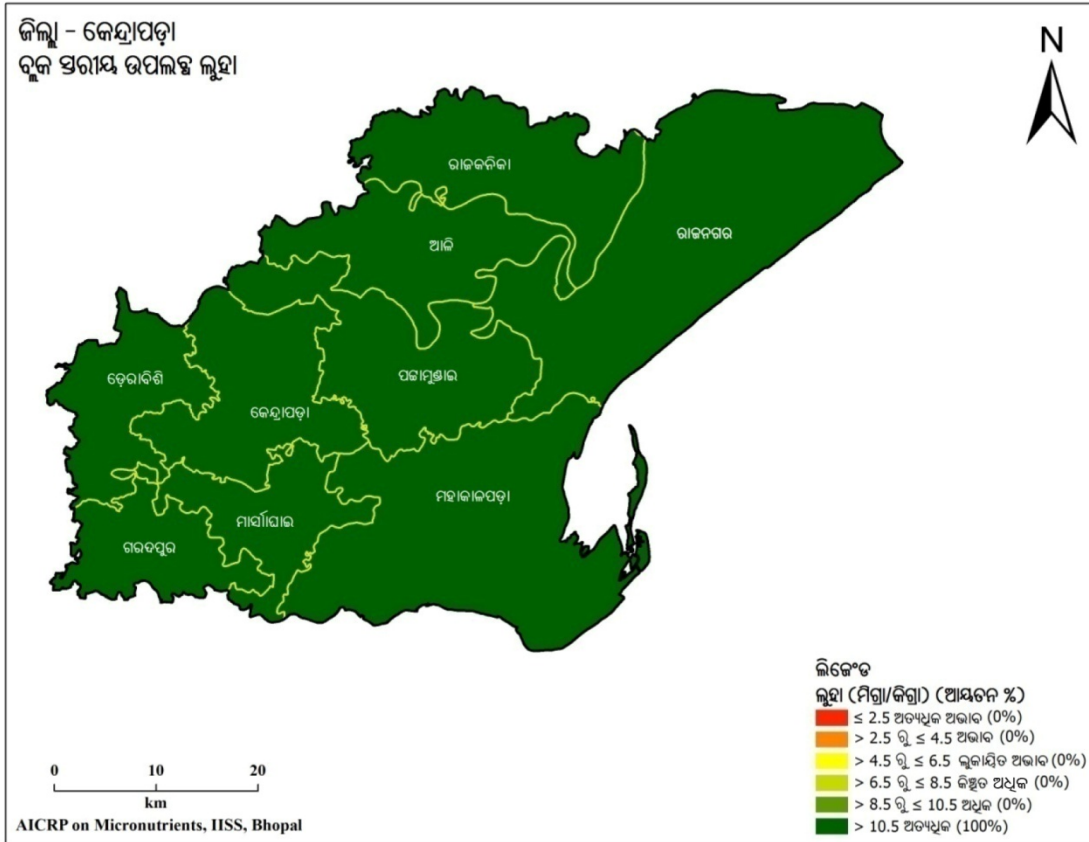 ଜିଲ୍ଲା - କେନ୍ଦ୍ରାପଡ଼ା
ବ୍ଲକ ସ୍ତରୀୟ ଉପଲବ୍ଧ ଲୁହା
N
ରାଜକନିକା
ରାଜନଗର
ଆଳି
ଡ଼େରାବିଶି
ପଟ୍ଟାମୁଣ୍ଡାଇ
କେନ୍ଦ୍ରାପଡ଼ା
ମହାକାଳପଡ଼ା
ମାର୍ସାଘାଇ
ଗରଦପୁର
ଲିଜେଂଡ
ଲୁହା (ମିଗ୍ରା/କିଗ୍ରା) (ଆୟତନ %)
≤ 2.5 ଅତ୍ୟଧିକ ଅଭାବ (0%)
> 2.5 ରୁ ≤ 4.5 ଅଭାବ (0%)
> 4.5 ରୁ ≤ 6.5 ଲୁକାୟିତ ଅଭାବ (0%)
> 6.5 ରୁ ≤ 8.5 କିଞ୍ଚିତ ଅଧିକ (0%)
> 8.5 ରୁ ≤ 10.5 ଅଧିକ (0%)
> 10.5 ଅତ୍ୟଧିକ (100%)
0 10 20
km
AICRP on Micronutrients, IISS, Bhopal